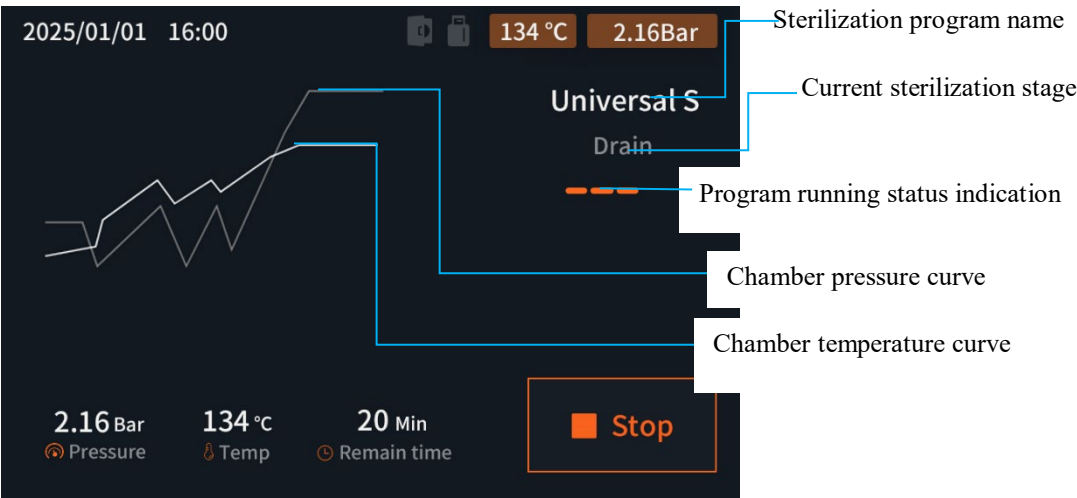 2025/01/01 16:00
134 °C
2.16Bar
Sterilization program name
Universal S
Current sterilization stage
Drain
Program running status indication
Chamber pressure curve
Chamber temperature curve
2.16 Bar
Pressure
134 °C
Temp
20 Min
Remain time
Stop